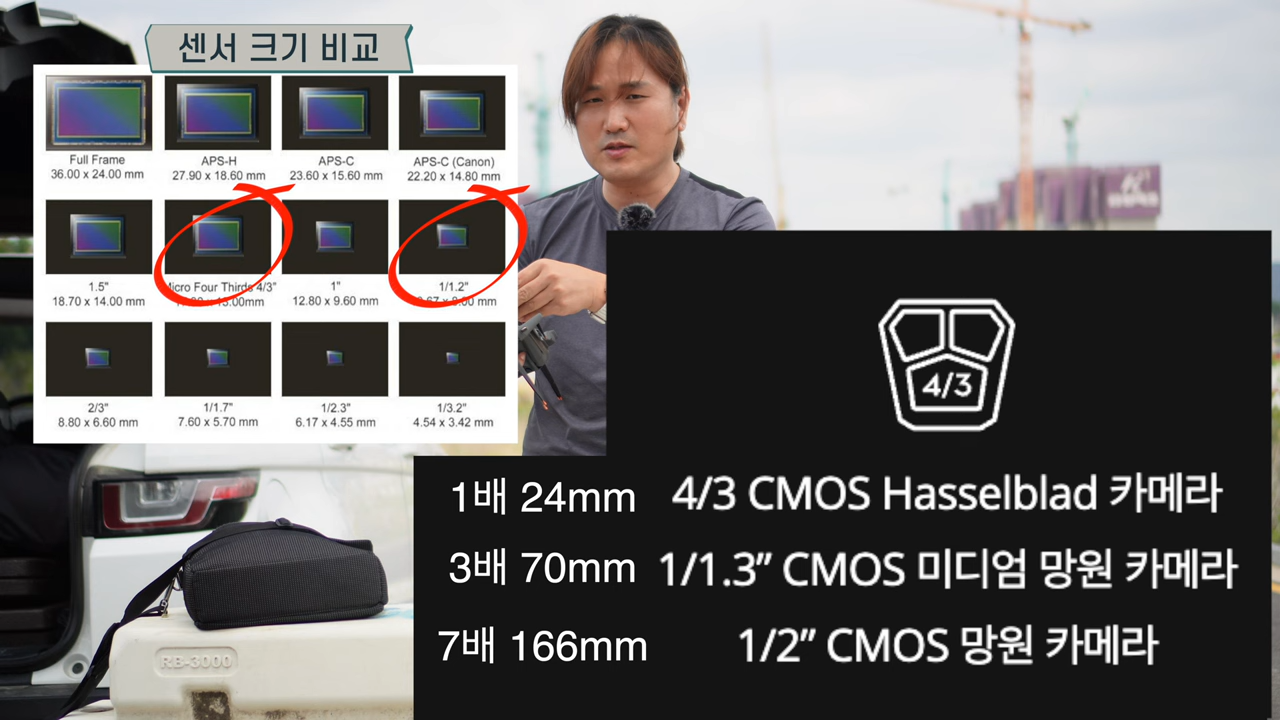 센서 크기 비교
Full Frame
36.00 x 24.00 mm
APS-H
27.90 x 18.60 mm
APS-C
23.60 x 15.60 mm
APS-C (Canon)
22.20 x 14.80 mm
1.5"
18.70 x 14.00 mm
Micro Four Thirds 4/3"
1"
12.80 x 9.60 mm
1/1.2"
2/3"
8.80 x 6.60 mm
1/1.7"
7.60 x 5.70 mm
1/2.3"
6.17 x 4.55 mm
1/3.2"
4.54 x 3.42 mm
4/3
1배 24mm 4/3 CMOS Hasselblad 카메라
3배 70mm 1/1.3” CMOS 미디엄 망원 카메라
7배 166mm 1/2” CMOS 망원 카메라
RB-3000